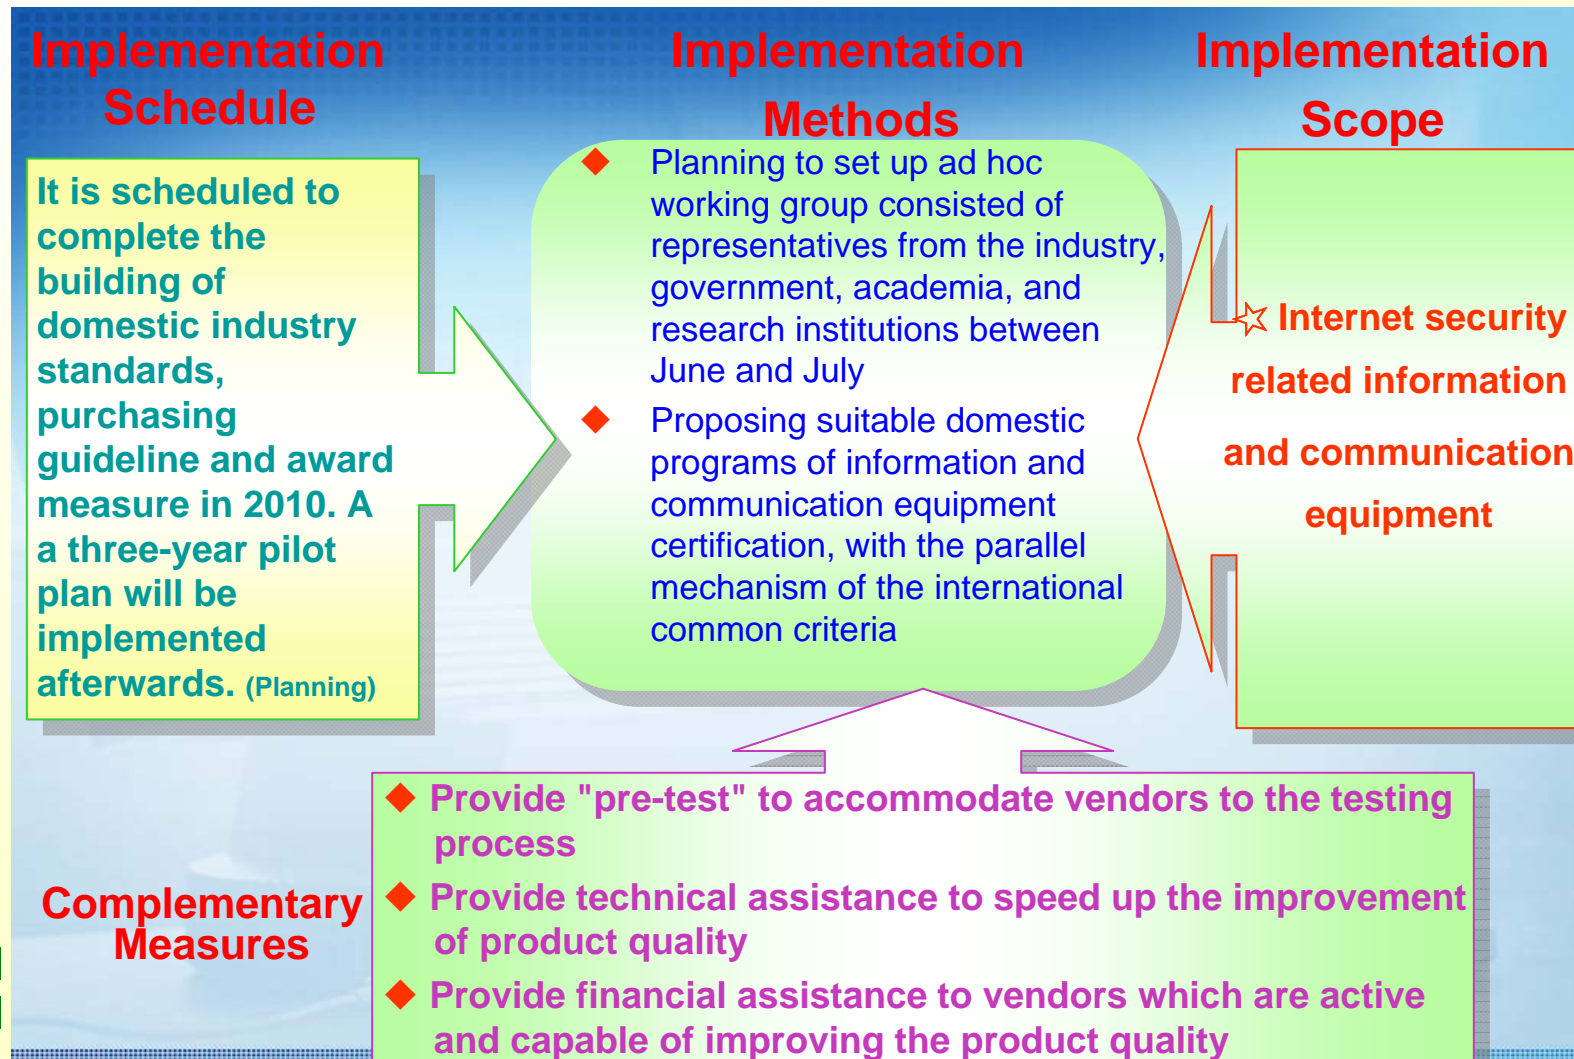 Implementation
Schedule
It is scheduled to
complete the
building of
domestic industry
standards,
purchasing
guideline and award
measure in 2010. A
a three-year pilot
plan will be
implemented
afterwards. (Planning)
Implementation
Methods
Planning to set up ad hoc
working group consisted of
representatives from the industry,
government, academia, and
research institutions between
June and July
Proposing suitable domestic
programs of information and
communication equipment
certification, with the parallel
mechanism of the international
common criteria
Implementation
Scope
Internet security
related information
and communication
equipment
Complementary
Measures
Provide "pre-test" to accommodate vendors to the testing
process
Provide technical assistance to speed up the improvement
of product quality
Provide financial assistance to vendors which are active
and capable of improving the product quality